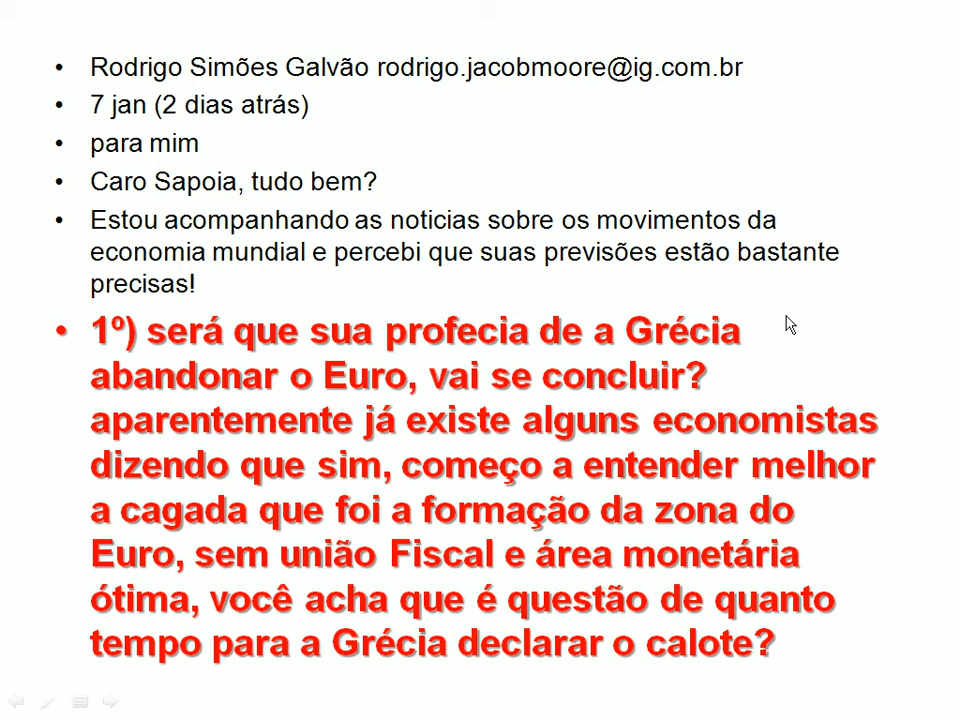 • Rodrigo Simões Galvão rodrigo.jacobmoore@ig.com.br
• 7 jan (2 dias atrás)
• para mim
• Caro Sapoia, tudo bem?
• Estou acompanhando as noticias sobre os movimentos da
economia mundial e percebi que suas previsões estão bastante
precisas!
• 1º) será que sua profecia de a Grécia
abandonar o Euro, vai se concluir?
aparentemente já existe alguns economistas
dizendo que sim, começo a entender melhor
a cagada que foi a formação da zona do
Euro, sem união Fiscal e área monetária
ótima, você acha que é questão de quanto
tempo para a Grécia declarar o calote?